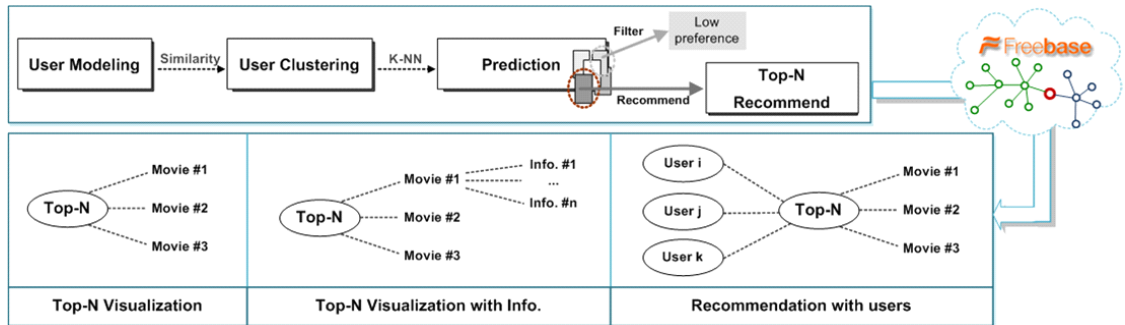 User Modeling
Similarity
User Clustering
K-NN
Prediction
Filter
Low
preference
Recommend
Top-N
Recommend
Freebase
Top-N
Movie #1
Movie #2
Movie #3
Top-N Visualization
Top-N
Movie #1
Movie #2
Movie #3
Info. #1
...
Info. #n
Top-N Visualization with Info.
User i
User j
User k
Top-N
Movie #1
Movie #2
Movie #3
Recommendation with users